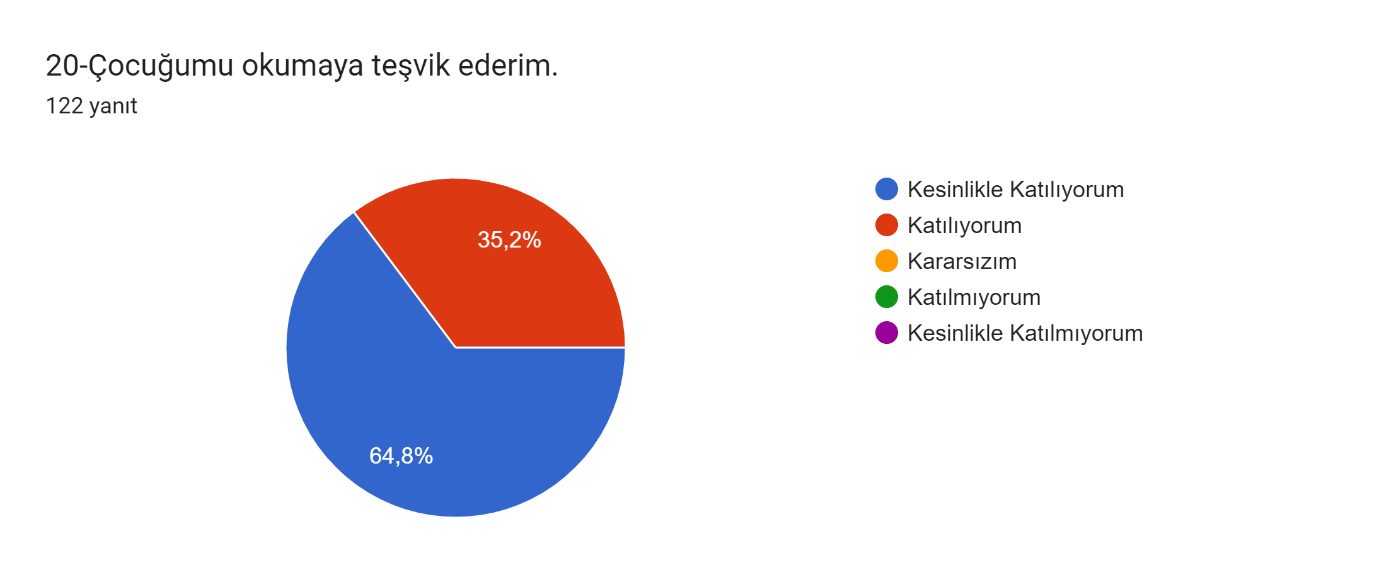 20-Çocuğumu okumaya teşvik ederim.
122 yanıt
35,2%
64,8%
Kesinlikle Katılıyorum
Katılıyorum
Kararsızım
Katılmıyorum
Kesinlikle Katılmıyorum